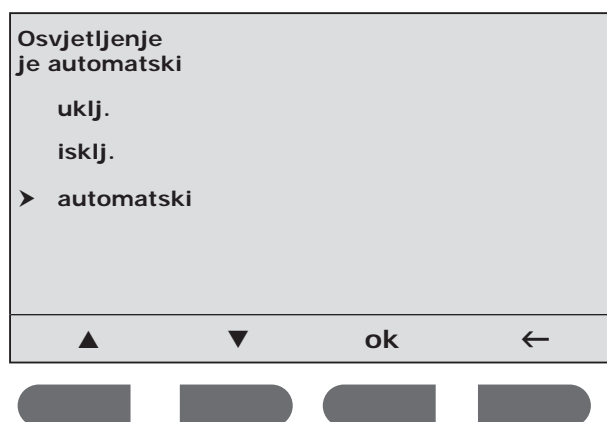 Osvjetljenje
je automatski
uklj.
isklj.
➤ automatski
▲ ▼ ok ←